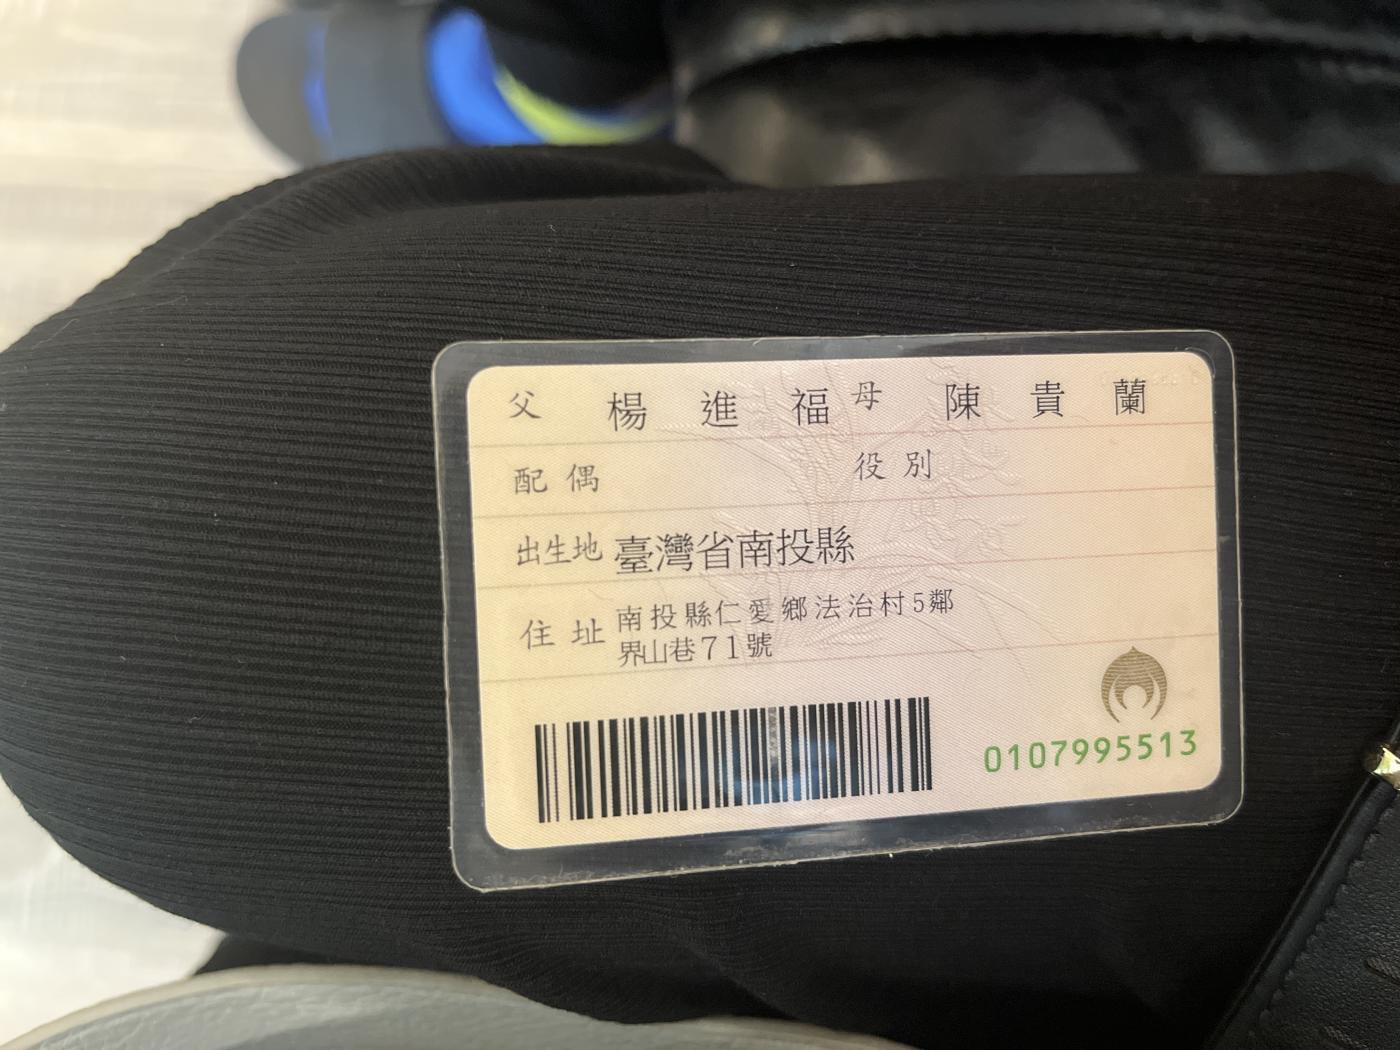 父 楊進福 母 陳貴蘭
配偶 役別
出生地 臺灣省南投縣
住址 南投縣仁愛鄉法治村5鄰
界山巷71號
0107995513